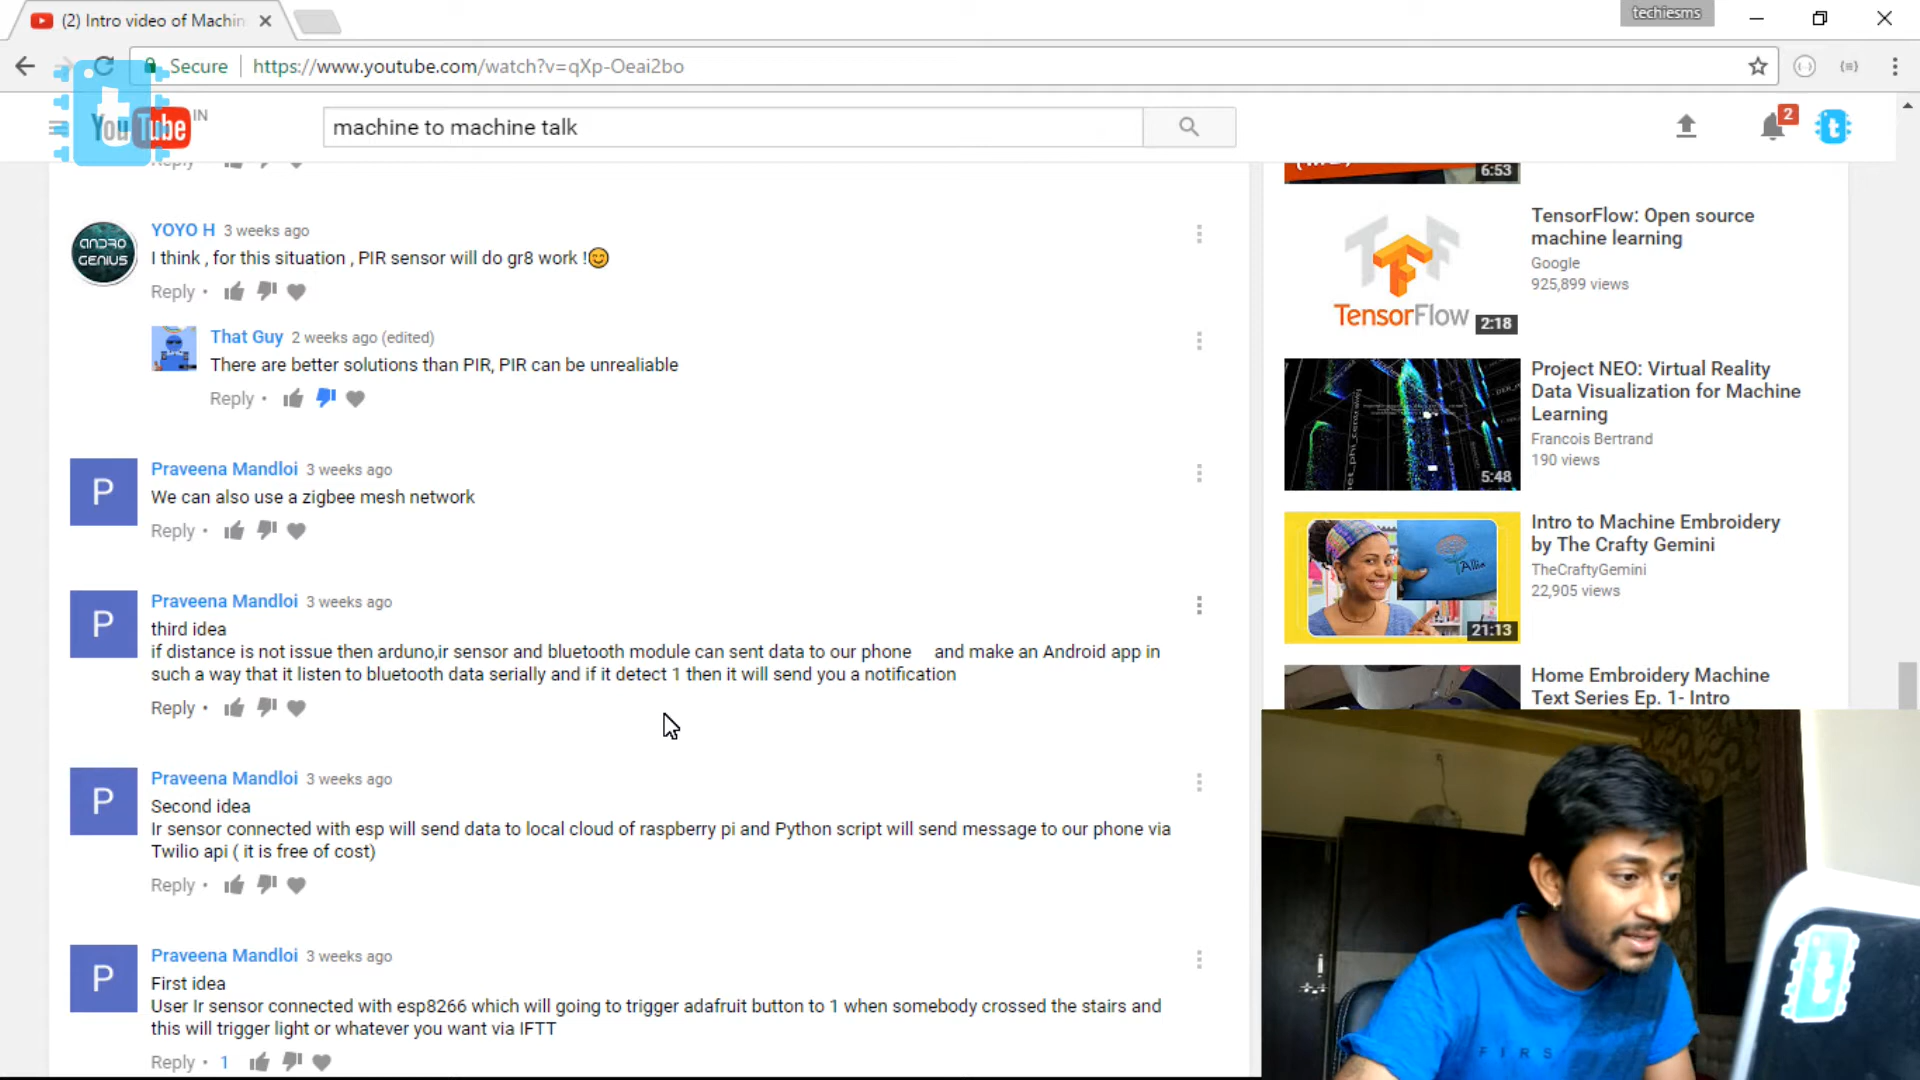 (2) Intro video of Machin
techiesms
Secure
https://www.youtube.com/watch?v=qXp-Oeai2bo
t
YouTube IN
machine to machine talk
2
t
Reply
6:53
ANDRO GENIUS
YOYO H 3 weeks ago
I think , for this situation , PIR sensor will do gr8 work !😊
Reply •
That Guy 2 weeks ago (edited)
There are better solutions than PIR, PIR can be unrealiable
Reply •
P
Praveena Mandloi 3 weeks ago
We can also use a zigbee mesh network
Reply •
P
Praveena Mandloi 3 weeks ago
third idea
if distance is not issue then arduno,ir sensor and bluetooth module can sent data to our phone and make an Android app in
such a way that it listen to bluetooth data serially and if it detect 1 then it will send you a notification
Reply •
P
Praveena Mandloi 3 weeks ago
Second idea
Ir sensor connected with esp will send data to local cloud of raspberry pi and Python script will send message to our phone via
Twilio api ( it is free of cost)
Reply •
P
Praveena Mandloi 3 weeks ago
First idea
User Ir sensor connected with esp8266 which will going to trigger adafruit button to 1 when somebody crossed the stairs and
this will trigger light or whatever you want via IFTT
Reply • 1
TensorFlow
2:18
TensorFlow: Open source
machine learning
Google
925,899 views
5:48
Project NEO: Virtual Reality
Data Visualization for Machine
Learning
Francois Bertrand
190 views
Allie
21:13
Intro to Machine Embroidery
by The Crafty Gemini
TheCraftyGemini
22,905 views
Home Embroidery Machine
Text Series Ep. 1- Intro
FIRS
t